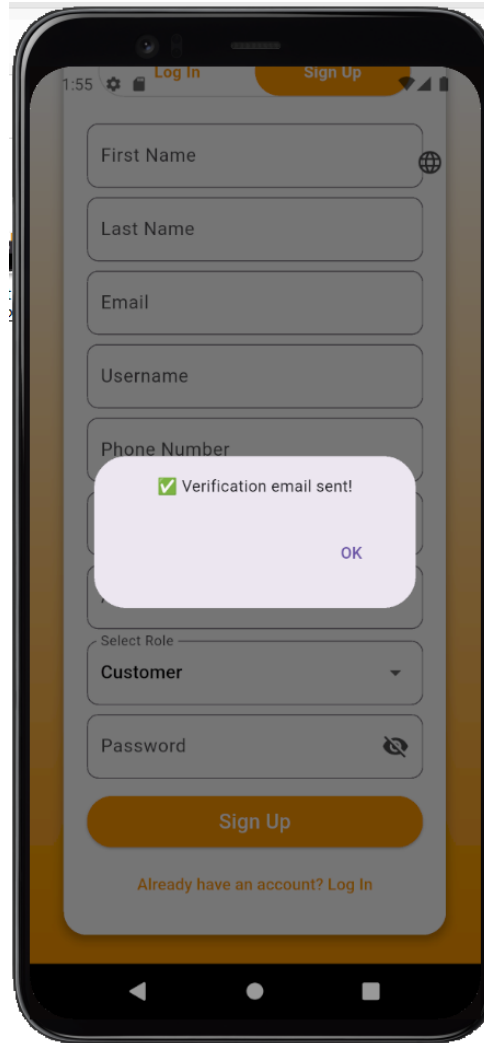 Log In Sign Up
1:55
First Name
Last Name
Email
Username
Phone Number
✅ Verification email sent!
OK
Select Role
Customer
Password
Sign Up
Already have an account? Log In